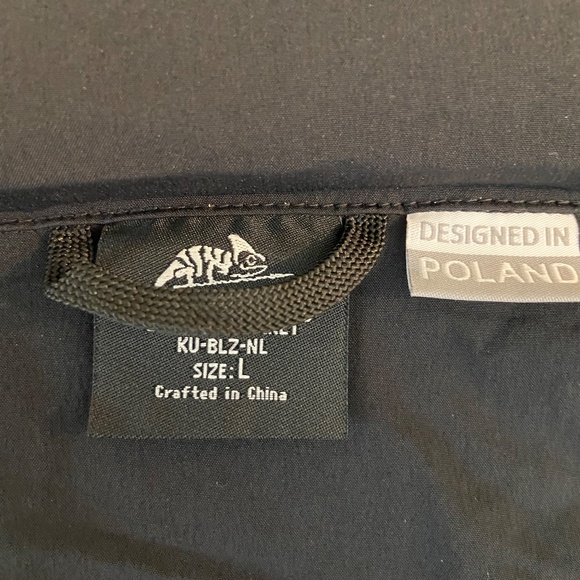 KU-BLZ-NL
SIZE: L
Crafted in China
DESIGNED IN
POLAND